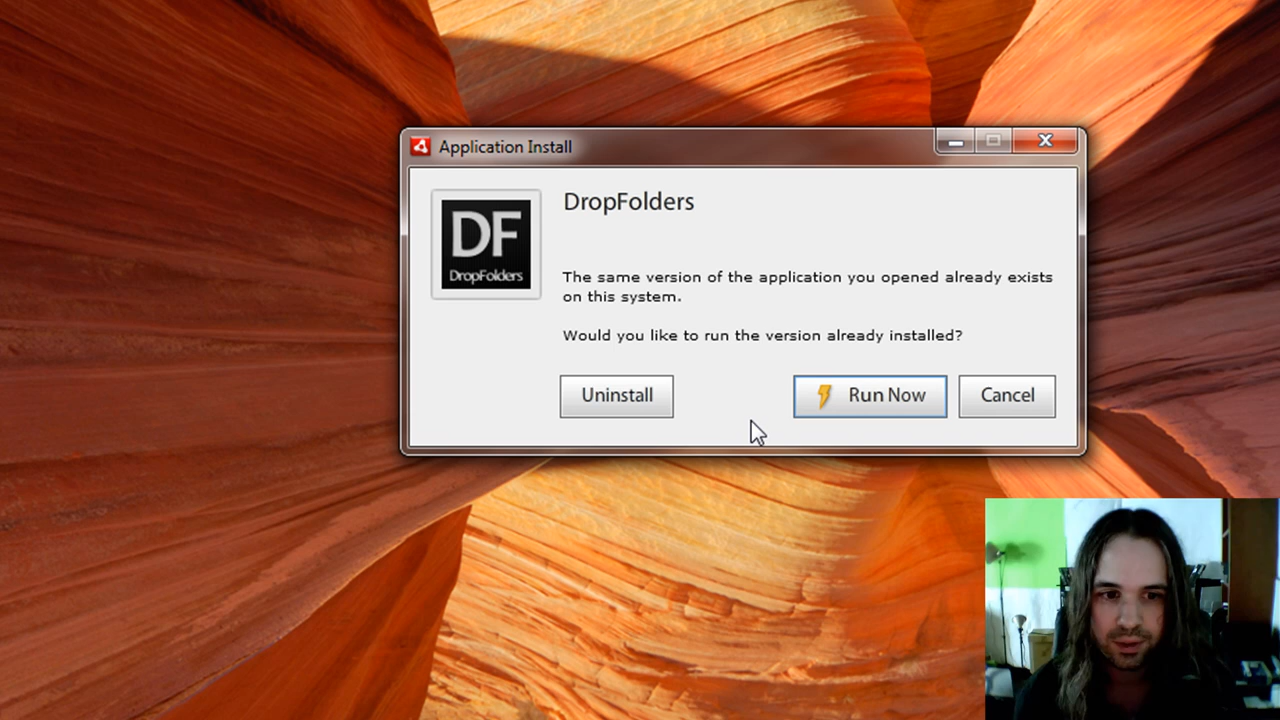 Application Install
DF
DropFolders
DropFolders
The same version of the application you opened already exists
on this system.
Would you like to run the version already installed?
Uninstall
Run Now
Cancel